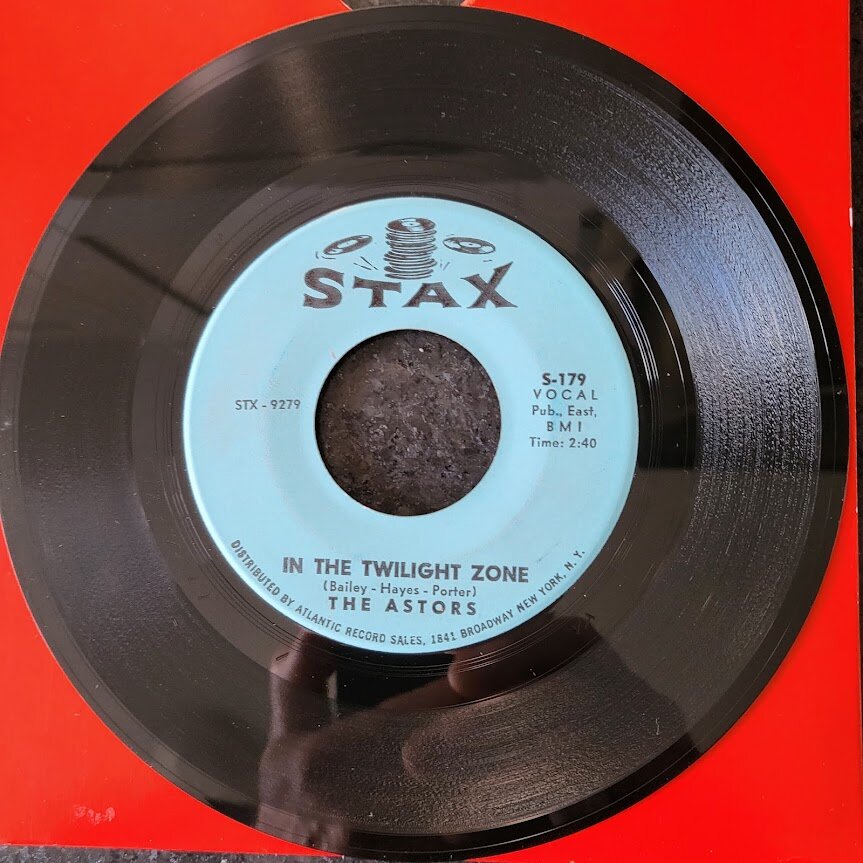 STAX
S-179
VOCAL
Pub., East,
BMI
Time: 2:40
STX - 9279
IN THE TWILIGHT ZONE
(Bailey - Hayes - Porter)
THE ASTORS
DISTRIBUTED BY ATLANTIC RECORD SALES, 1841 BROADWAY NEW YORK, N. Y.